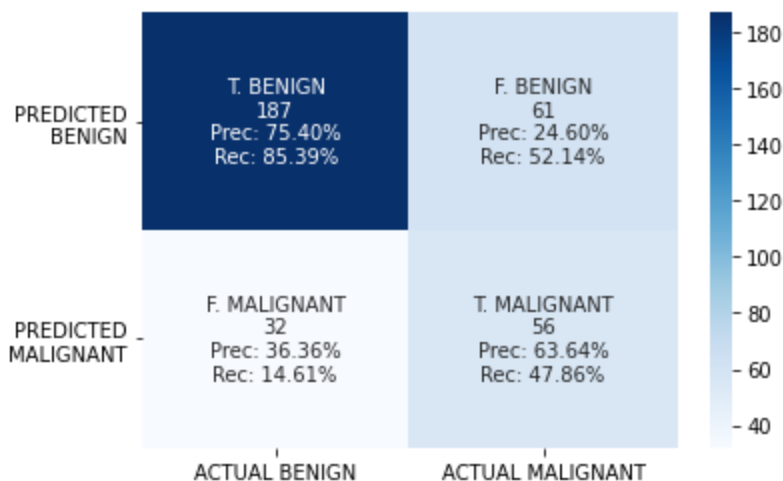 T. BENIGN
187
Prec: 75.40%
Rec: 85.39%
F. BENIGN
61
Prec: 24.60%
Rec: 52.14%
PREDICTED
BENIGN
F. MALIGNANT
32
Prec: 36.36%
Rec: 14.61%
T. MALIGNANT
56
Prec: 63.64%
Rec: 47.86%
PREDICTED
MALIGNANT
ACTUAL BENIGN
ACTUAL MALIGNANT
180
160
140
120
100
80
60
40